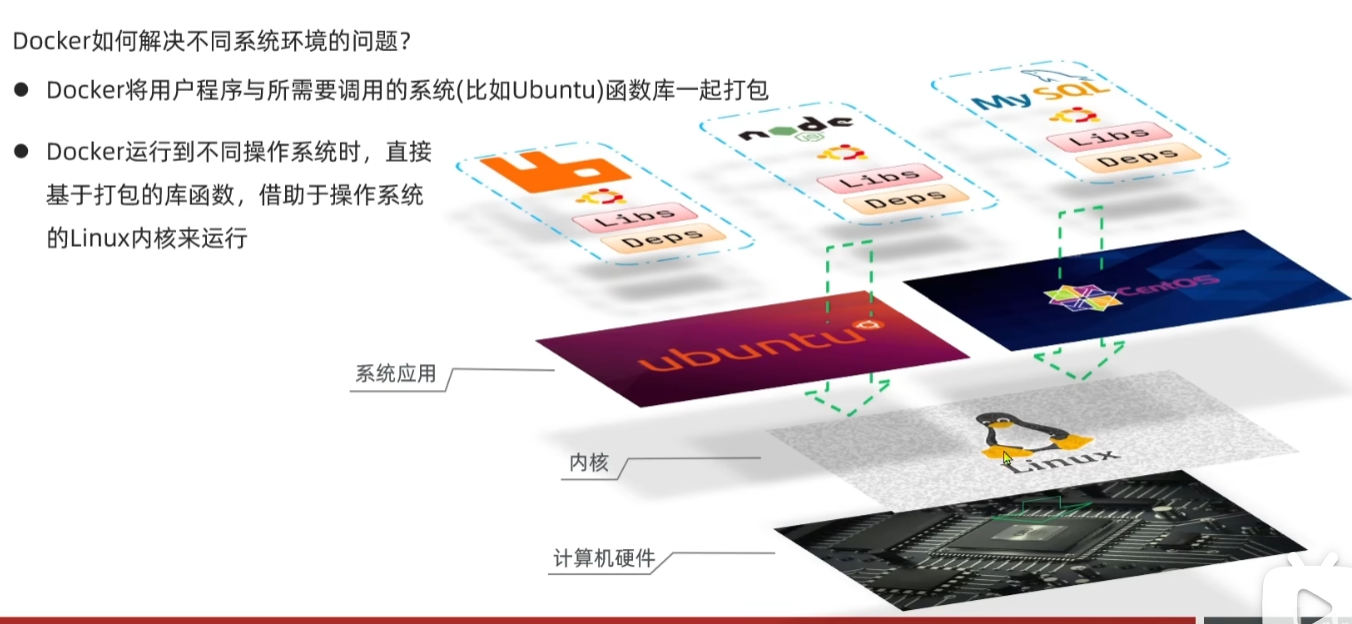 Docker如何解决不同系统环境的问题？
● Docker将用户程序与所需要调用的系统(比如Ubuntu)函数库一起打包
● Docker运行到不同操作系统时，直接
基于打包的库函数，借助于操作系统
的Linux内核来运行
MySQL
Libs
Deps
node
JS
Libs
Deps
Libs
Deps
CentOS
ubuntu
系统应用
Linux
内核
计算机硬件